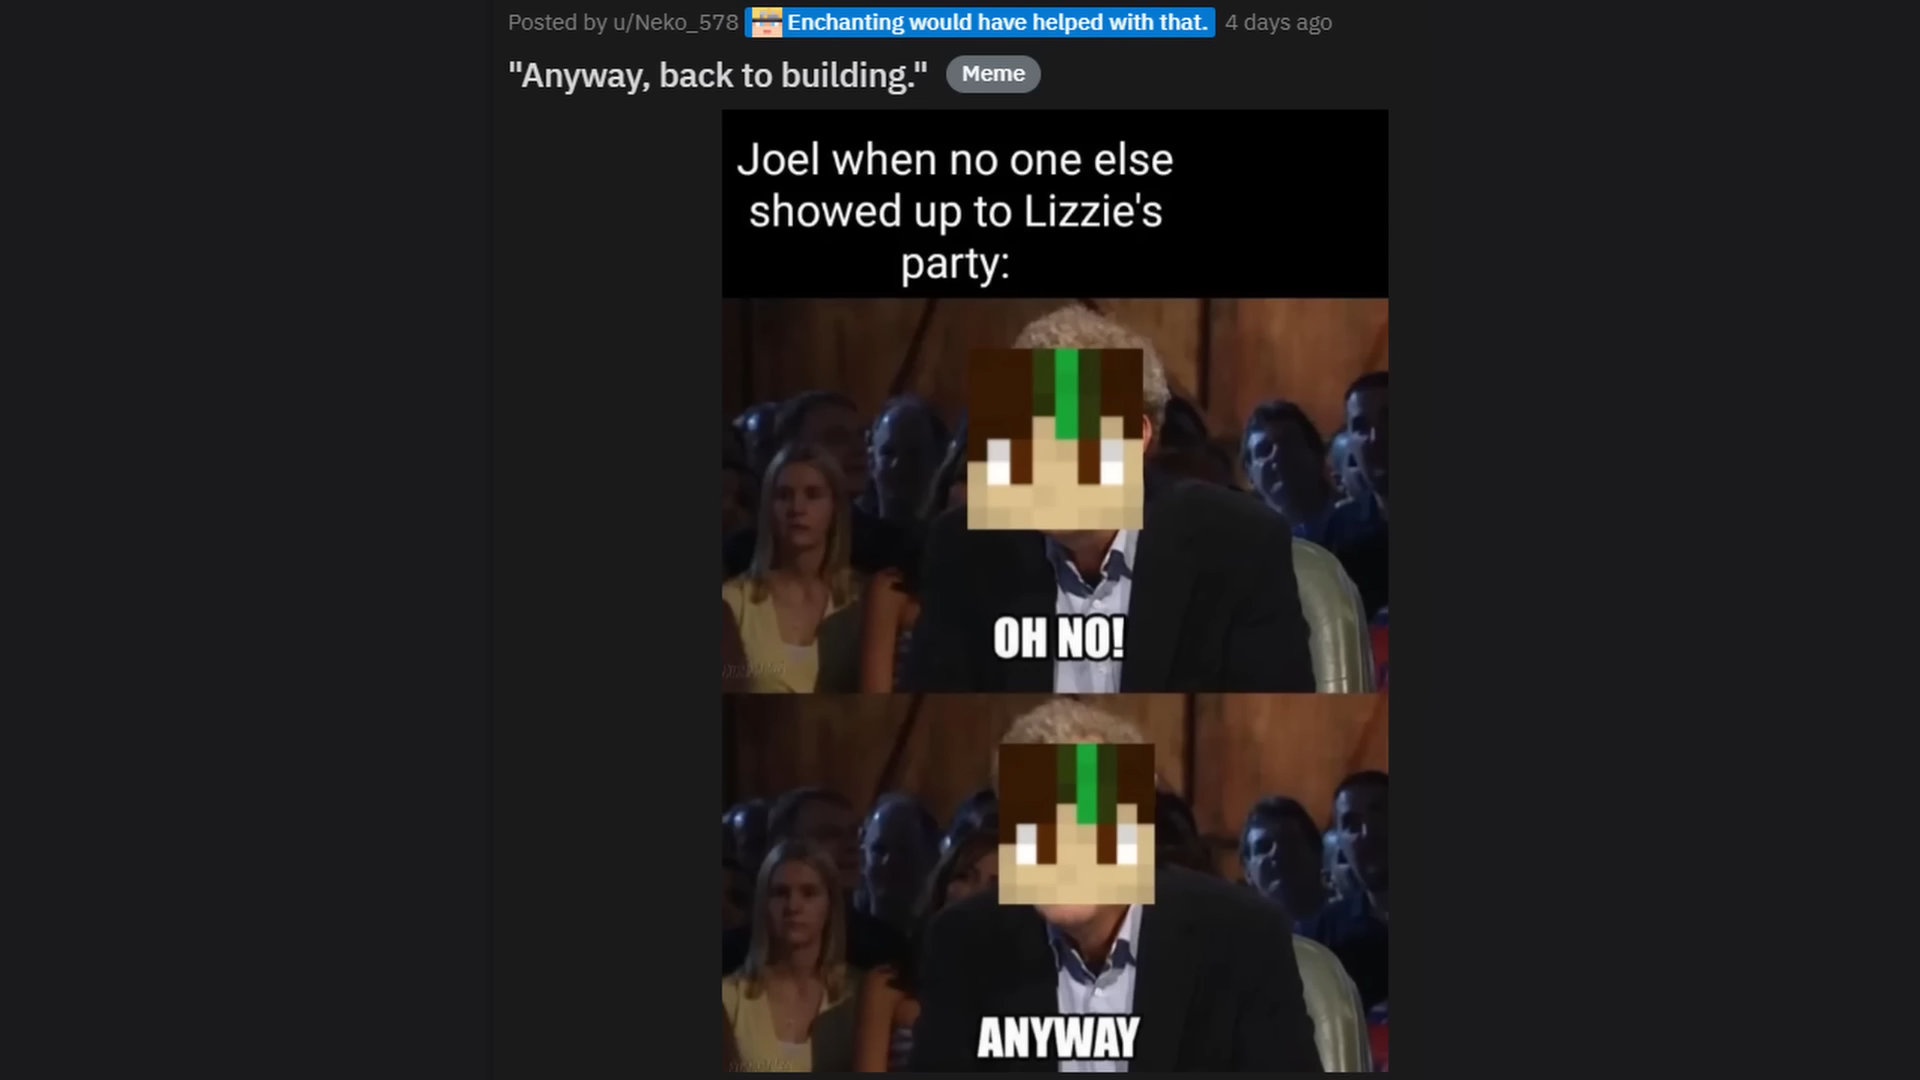 Posted by u/Neko_578 Enchanting would have helped with that. 4 days ago
"Anyway, back to building." Meme
Joel when no one else
showed up to Lizzie's
party:
OH NO!
ANYWAY